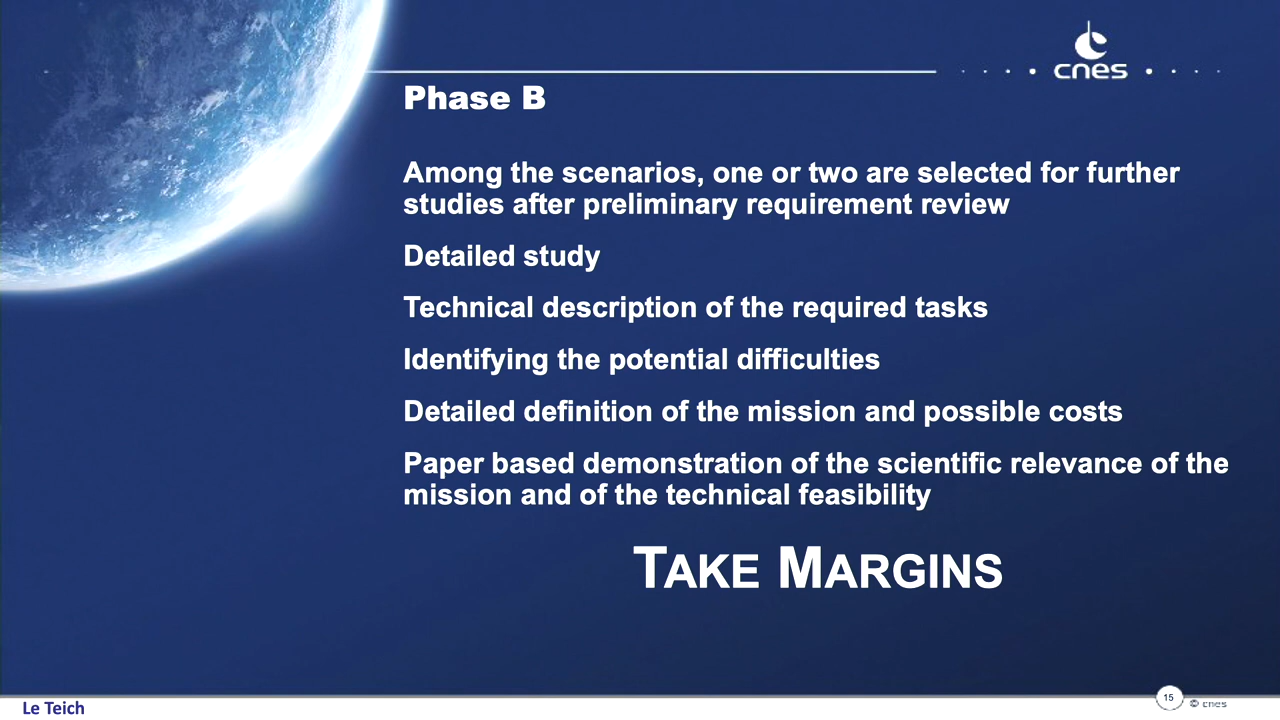 cnes
Phase B
Among the scenarios, one or two are selected for further
studies after preliminary requirement review
Detailed study
Technical description of the required tasks
Identifying the potential difficulties
Detailed definition of the mission and possible costs
Paper based demonstration of the scientific relevance of the
mission and of the technical feasibility
TAKE MARGINS
Le Teich
15
© cnes